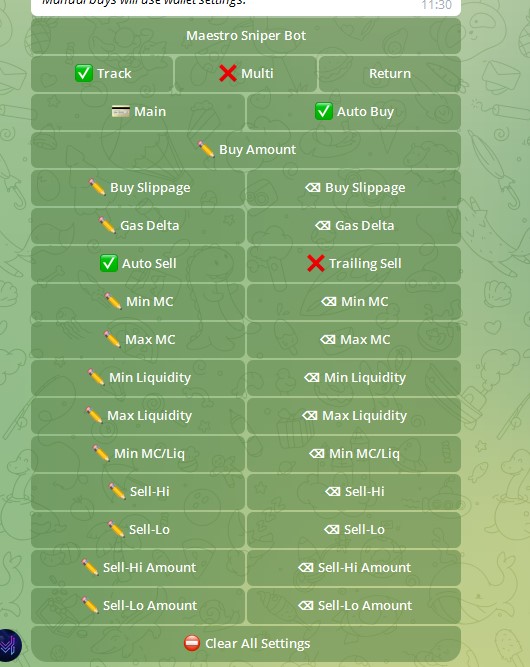 Manual buys will use wallet settings.
11:30
Maestro Sniper Bot
✅ Track ❌ Multi Return
💳 Main ✅ Auto Buy
✏️ Buy Amount
✏️ Buy Slippage ⌫ Buy Slippage
✏️ Gas Delta ⌫ Gas Delta
✅ Auto Sell ❌ Trailing Sell
✏️ Min MC ⌫ Min MC
✏️ Max MC ⌫ Max MC
✏️ Min Liquidity ⌫ Min Liquidity
✏️ Max Liquidity ⌫ Max Liquidity
✏️ Min MC/Liq ⌫ Min MC/Liq
✏️ Sell-Hi ⌫ Sell-Hi
✏️ Sell-Lo ⌫ Sell-Lo
✏️ Sell-Hi Amount ⌫ Sell-Hi Amount
✏️ Sell-Lo Amount ⌫ Sell-Lo Amount
⛔ Clear All Settings